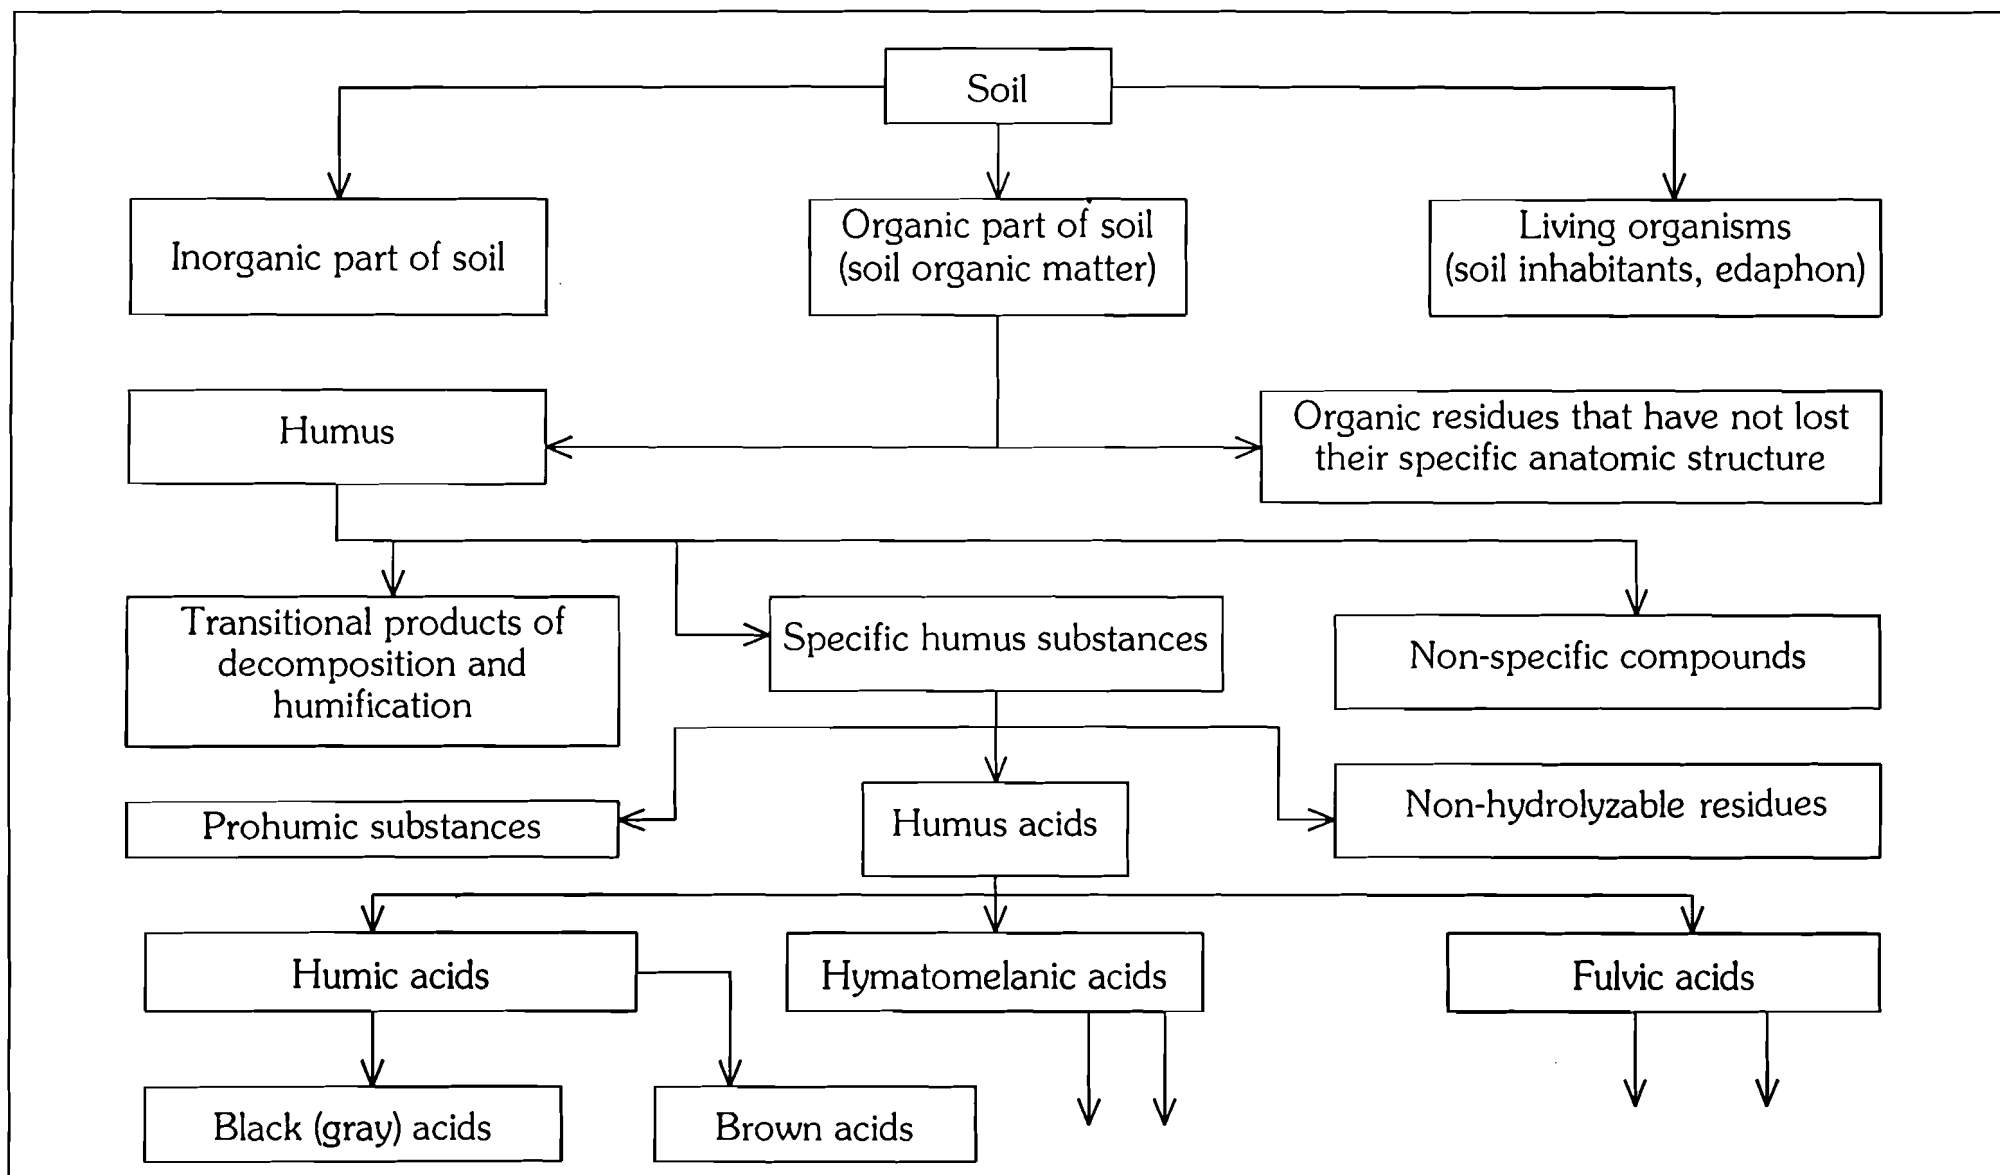 Soil
Inorganic part of soil
Organic part of soil
(soil organic matter)
Living organisms
(soil inhabitants, edaphon)
Humus
Organic residues that have not lost
their specific anatomic structure
Transitional products of
decomposition and
humification
Specific humus substances
Non-specific compounds
Prohumic substances
Humus acids
Non-hydrolyzable residues
Humic acids
Hymatomelanic acids
Fulvic acids
Black (gray) acids
Brown acids